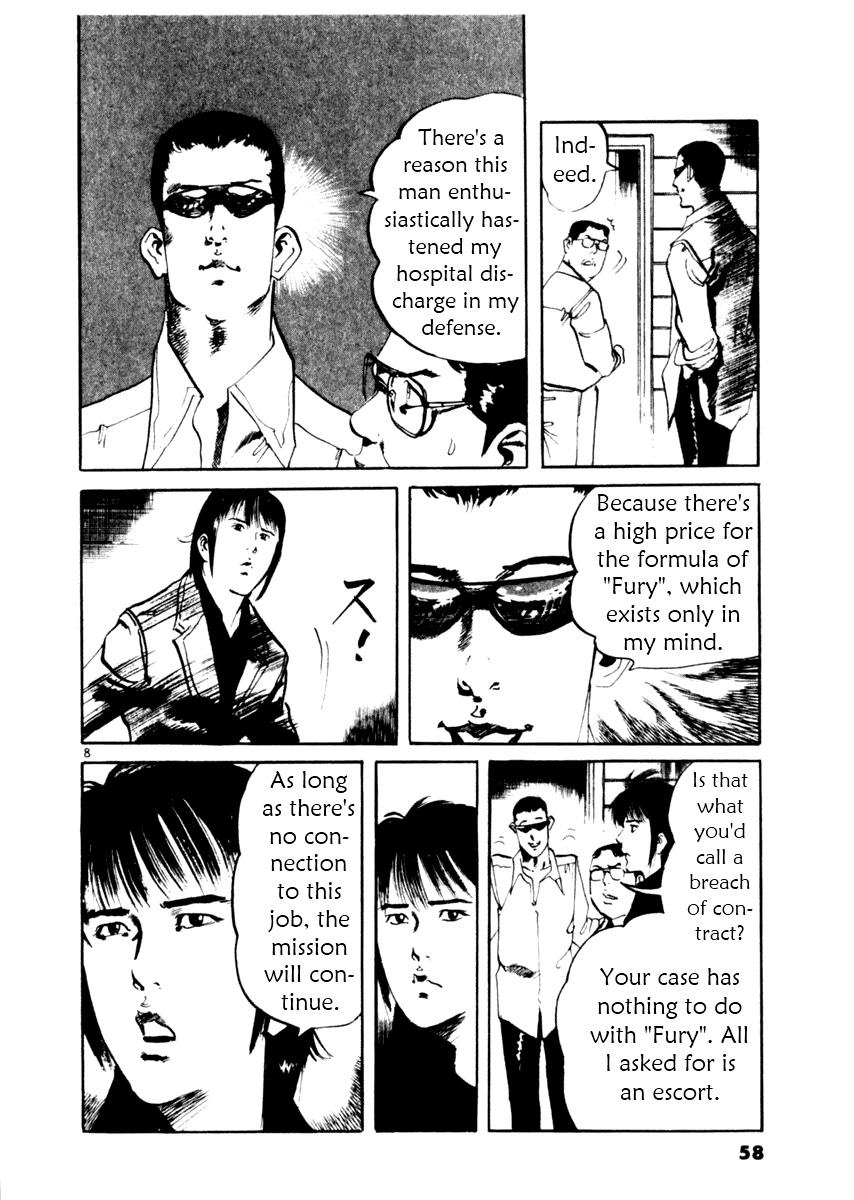 Ind-
eed.
There's a
reason this
man enthu-
siastically has-
tened my
hospital dis-
charge in my
defense.
Because there's
a high price for
the formula of
"Fury", which
exists only in
my mind.
ス!
8
Is that
what
you'd
call a
breach
of con-
tract?
Your case has
nothing to do
with "Fury". All
I asked for is
an escort.
As long
as there's
no con-
nection
to this
job, the
mission
will con-
tinue.
58